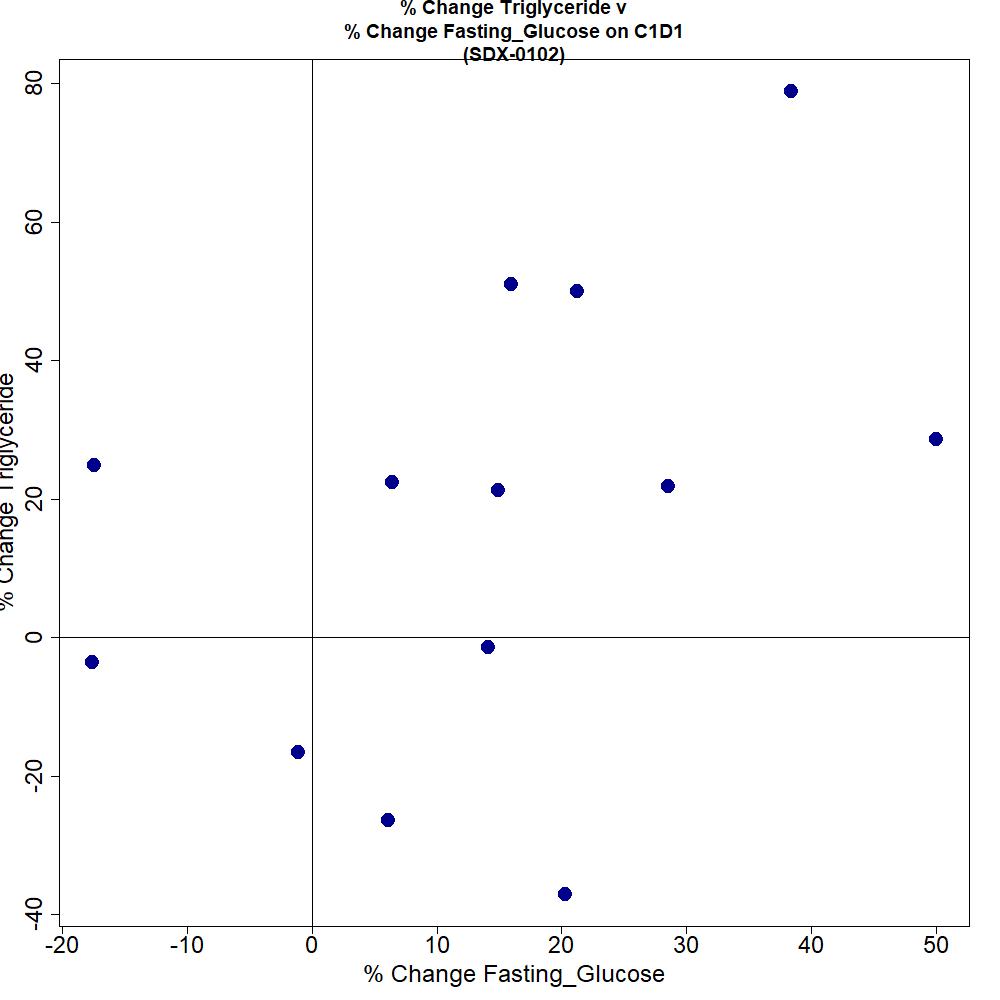 % Change Triglyceride v
% Change Fasting_Glucose on C1D1
(SDX-0102)
% Change Triglyceride
80
60
40
20
0
-20
-40
-20 -10 0 10 20 30 40 50
% Change Fasting_Glucose